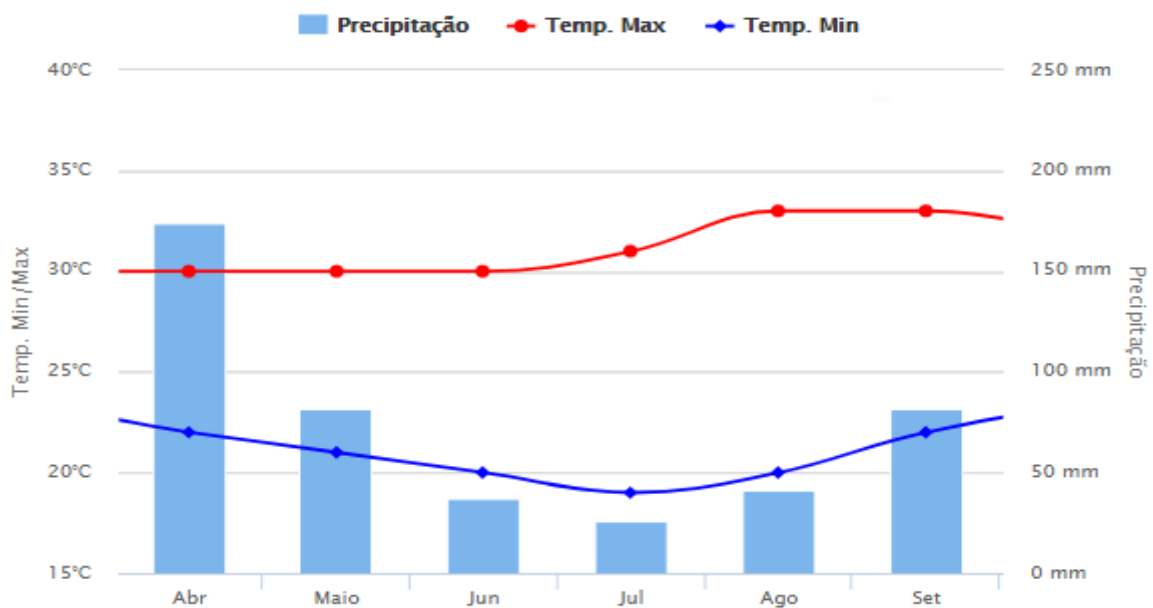 Precipitação Temp. Max Temp. Min
40°C 250 mm
35°C 200 mm
30°C 150 mm
25°C 100 mm
20°C 50 mm
15°C 0 mm
Temp. Min/Max
Precipitação
Abr Maio Jun Jul Ago Set